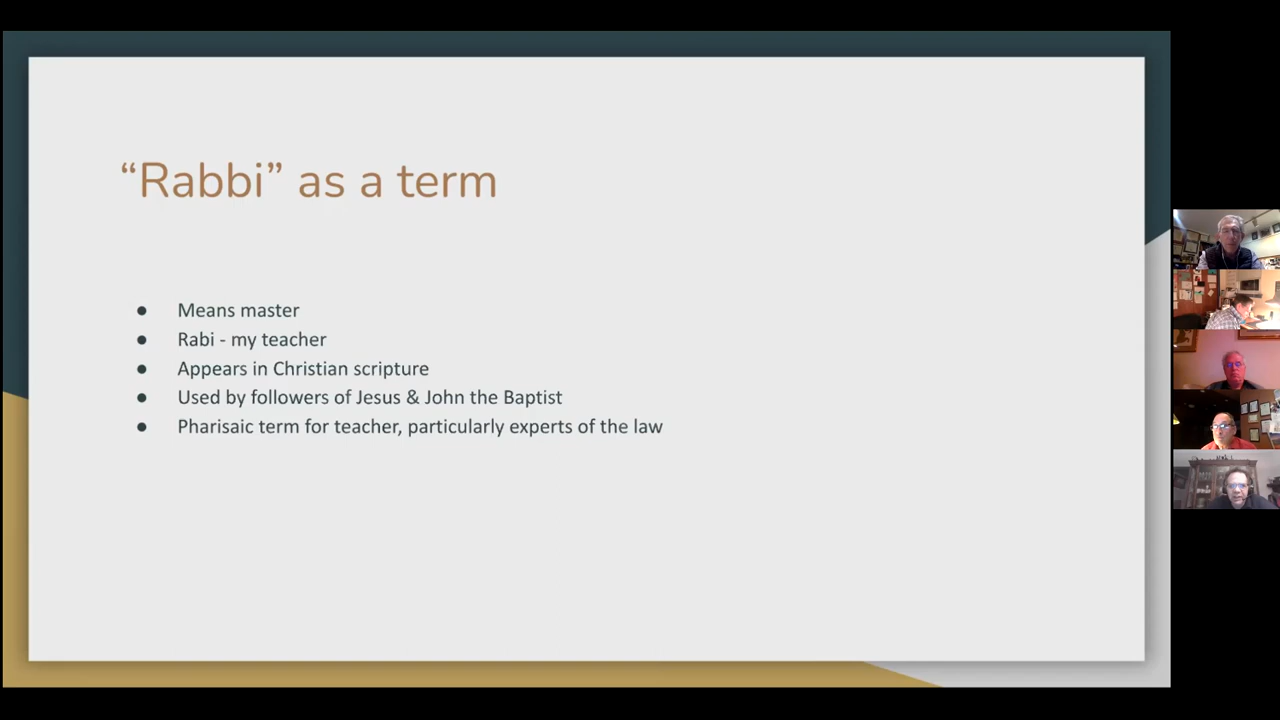 “Rabbi” as a term
● Means master
● Rabi - my teacher
● Appears in Christian scripture
● Used by followers of Jesus & John the Baptist
● Pharisaic term for teacher, particularly experts of the law